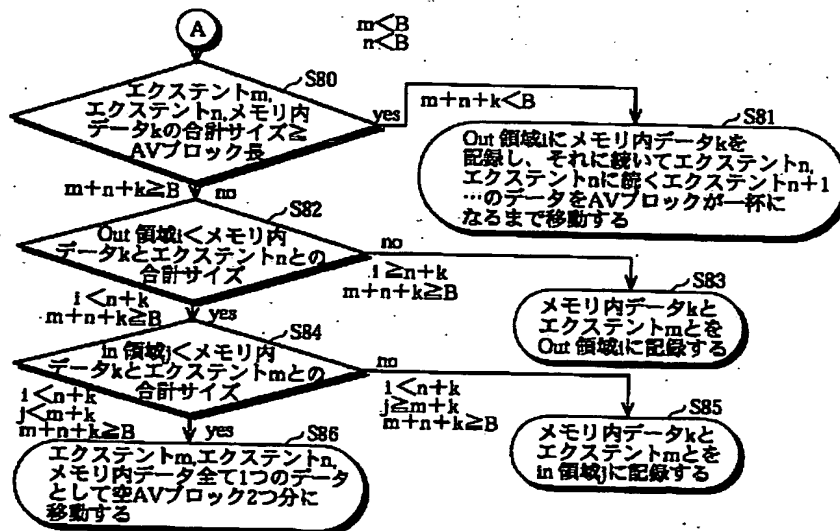 A
m<B
n<B
S80
エクステントm,
エクステントn,メモリ内
データkの合計サイズ≧
AVブロック長
yes
m+n+k<B
S81
Out 領域iにメモリ内データkを
記録し、それに続いてエクステントn,
エクステントnに続くエクステントn+1
…のデータをAVブロックが一杯に
なるまで移動する
m+n+k≧B
no
S82
Out 領域i<メモリ内
データkとエクステントnとの
合計サイズ
no
i≧n+k
m+n+k≧B
S83
メモリ内データkと
エクステントmとを
Out 領域iに記録する
i<n+k
m+n+k≧B
yes
S84
in 領域j<メモリ内
データkとエクステントmとの
合計サイズ
no
i<n+k
j≧m+k
m+n+k≧B
S85
メモリ内データkと
エクステントmとを
in 領域jに記録する
i<n+k
j<m+k
m+n+k≧B
yes
S86
エクステントm,エクステントn,
メモリ内データ全て1つのデータ
として空AVブロック2つ分に
移動する